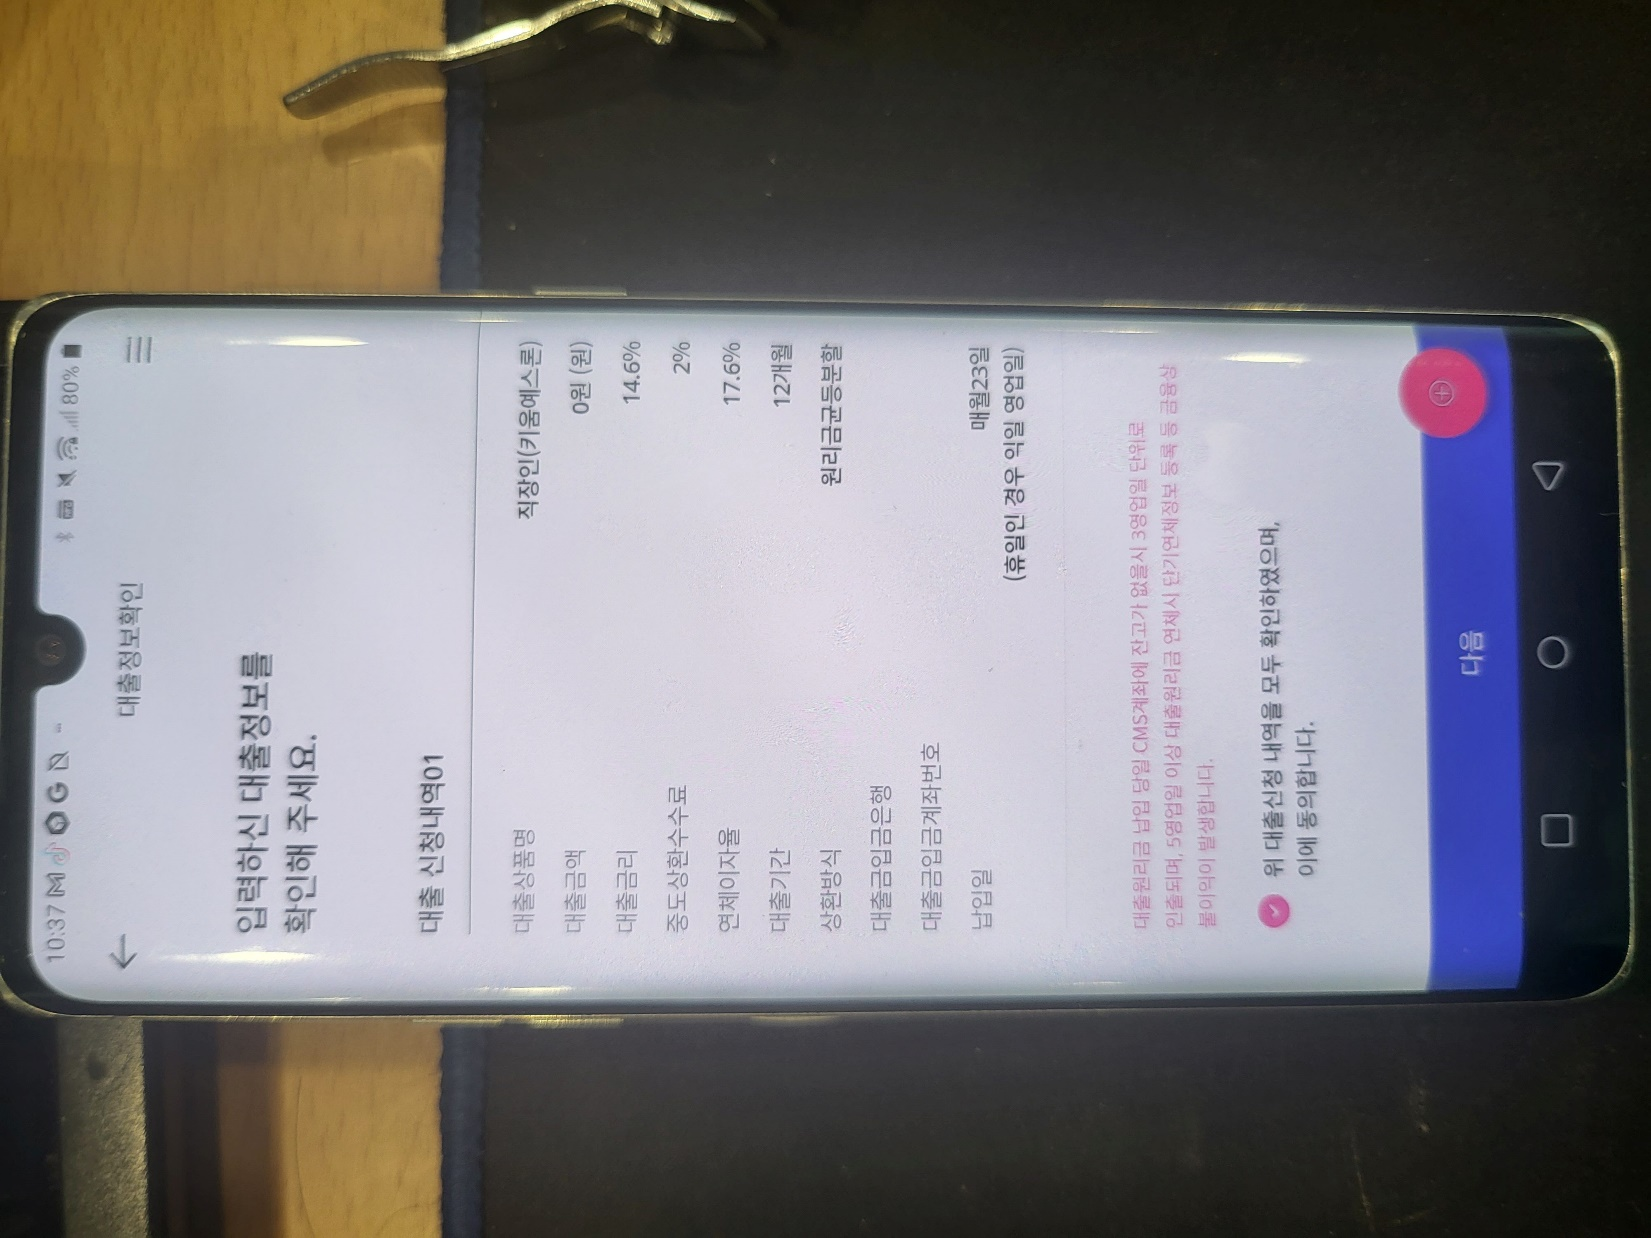 10:37
80%
대출정보확인
입력하신 대출정보를
확인해 주세요.
대출 신청내역01
대출상품명 직장인(키움예스론)
대출금액 0원 (원)
대출금리 14.6%
중도상환수수료 2%
연체이자율 17.6%
대출기간 12개월
상환방식 원리금균등분할
대출금입금은행
대출금입금계좌번호
납입일 매월23일
(휴일인 경우 익일 영업일)
대출원리금 납입 당일 CMS계좌에 잔고가 없을시 3영업일 단위로
인출되며, 5영업일 이상 대출원리금 연체시 단기연체정보 등록 등 금융상
불이익이 발생합니다.
위 대출신청 내역을 모두 확인하였으며,
이에 동의합니다.
다음